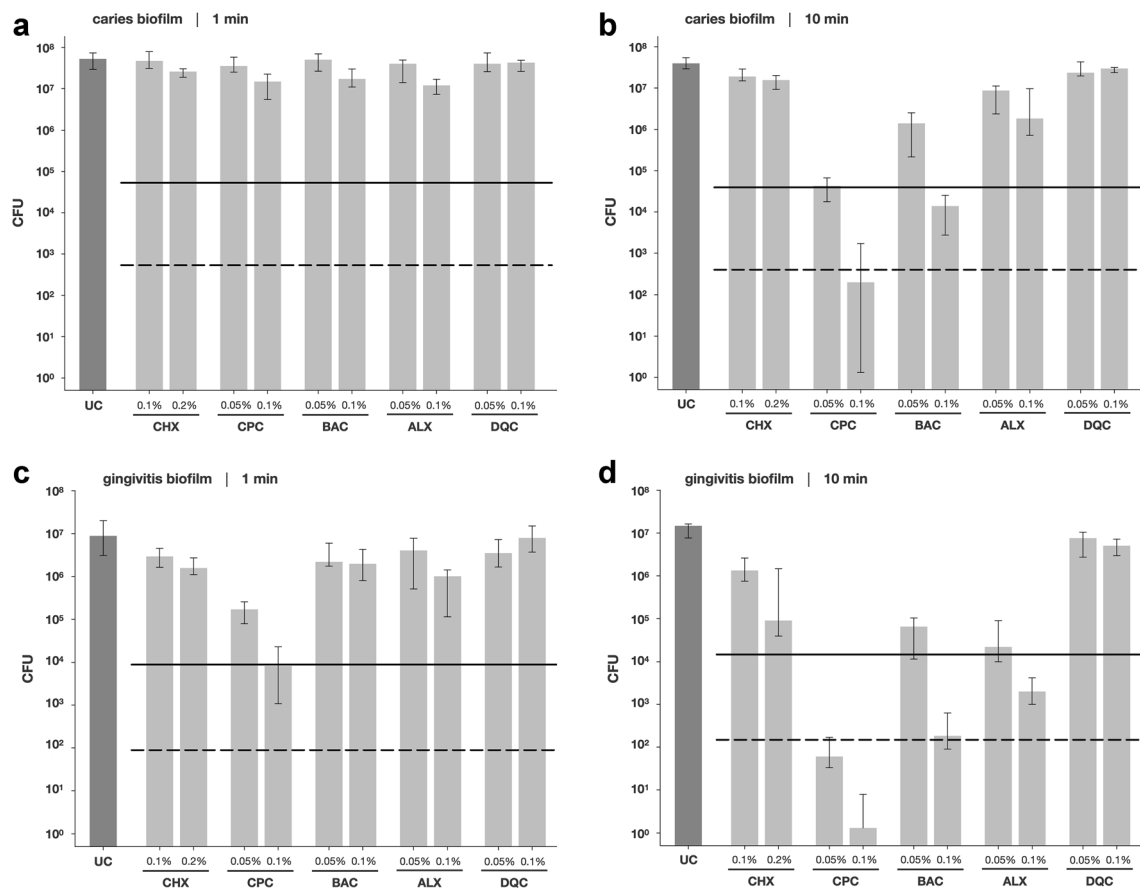 a
caries biofilm | 1 min
CFU
10⁸
10⁷
10⁶
10⁵
10⁴
10³
10²
10¹
10⁰
UC
0.1% 0.2% 0.05% 0.1% 0.05% 0.1% 0.05% 0.1% 0.05% 0.1%
CHX CPC BAC ALX DQC
b
caries biofilm | 10 min
CFU
10⁸
10⁷
10⁶
10⁵
10⁴
10³
10²
10¹
10⁰
UC
0.1% 0.2% 0.05% 0.1% 0.05% 0.1% 0.05% 0.1% 0.05% 0.1%
CHX CPC BAC ALX DQC
c
gingivitis biofilm | 1 min
CFU
10⁸
10⁷
10⁶
10⁵
10⁴
10³
10²
10¹
10⁰
UC
0.1% 0.2% 0.05% 0.1% 0.05% 0.1% 0.05% 0.1% 0.05% 0.1%
CHX CPC BAC ALX DQC
d
gingivitis biofilm | 10 min
CFU
10⁸
10⁷
10⁶
10⁵
10⁴
10³
10²
10¹
10⁰
UC
0.1% 0.2% 0.05% 0.1% 0.05% 0.1% 0.05% 0.1% 0.05% 0.1%
CHX CPC BAC ALX DQC